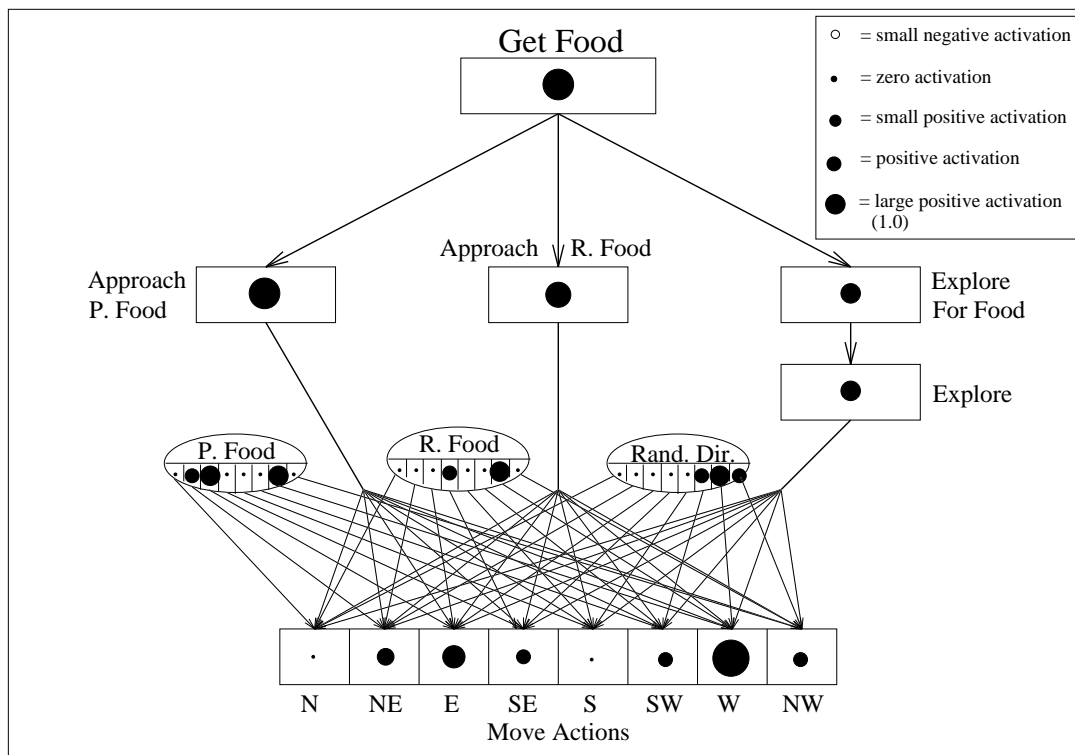 Get Food
= small negative activation
= zero activation
= small positive activation
= positive activation
= large positive activation
(1.0)
Approach
P. Food
Approach
R. Food
Explore
For Food
Explore
P. Food
R. Food
Rand. Dir.
N NE E SE S SW W NW
Move Actions